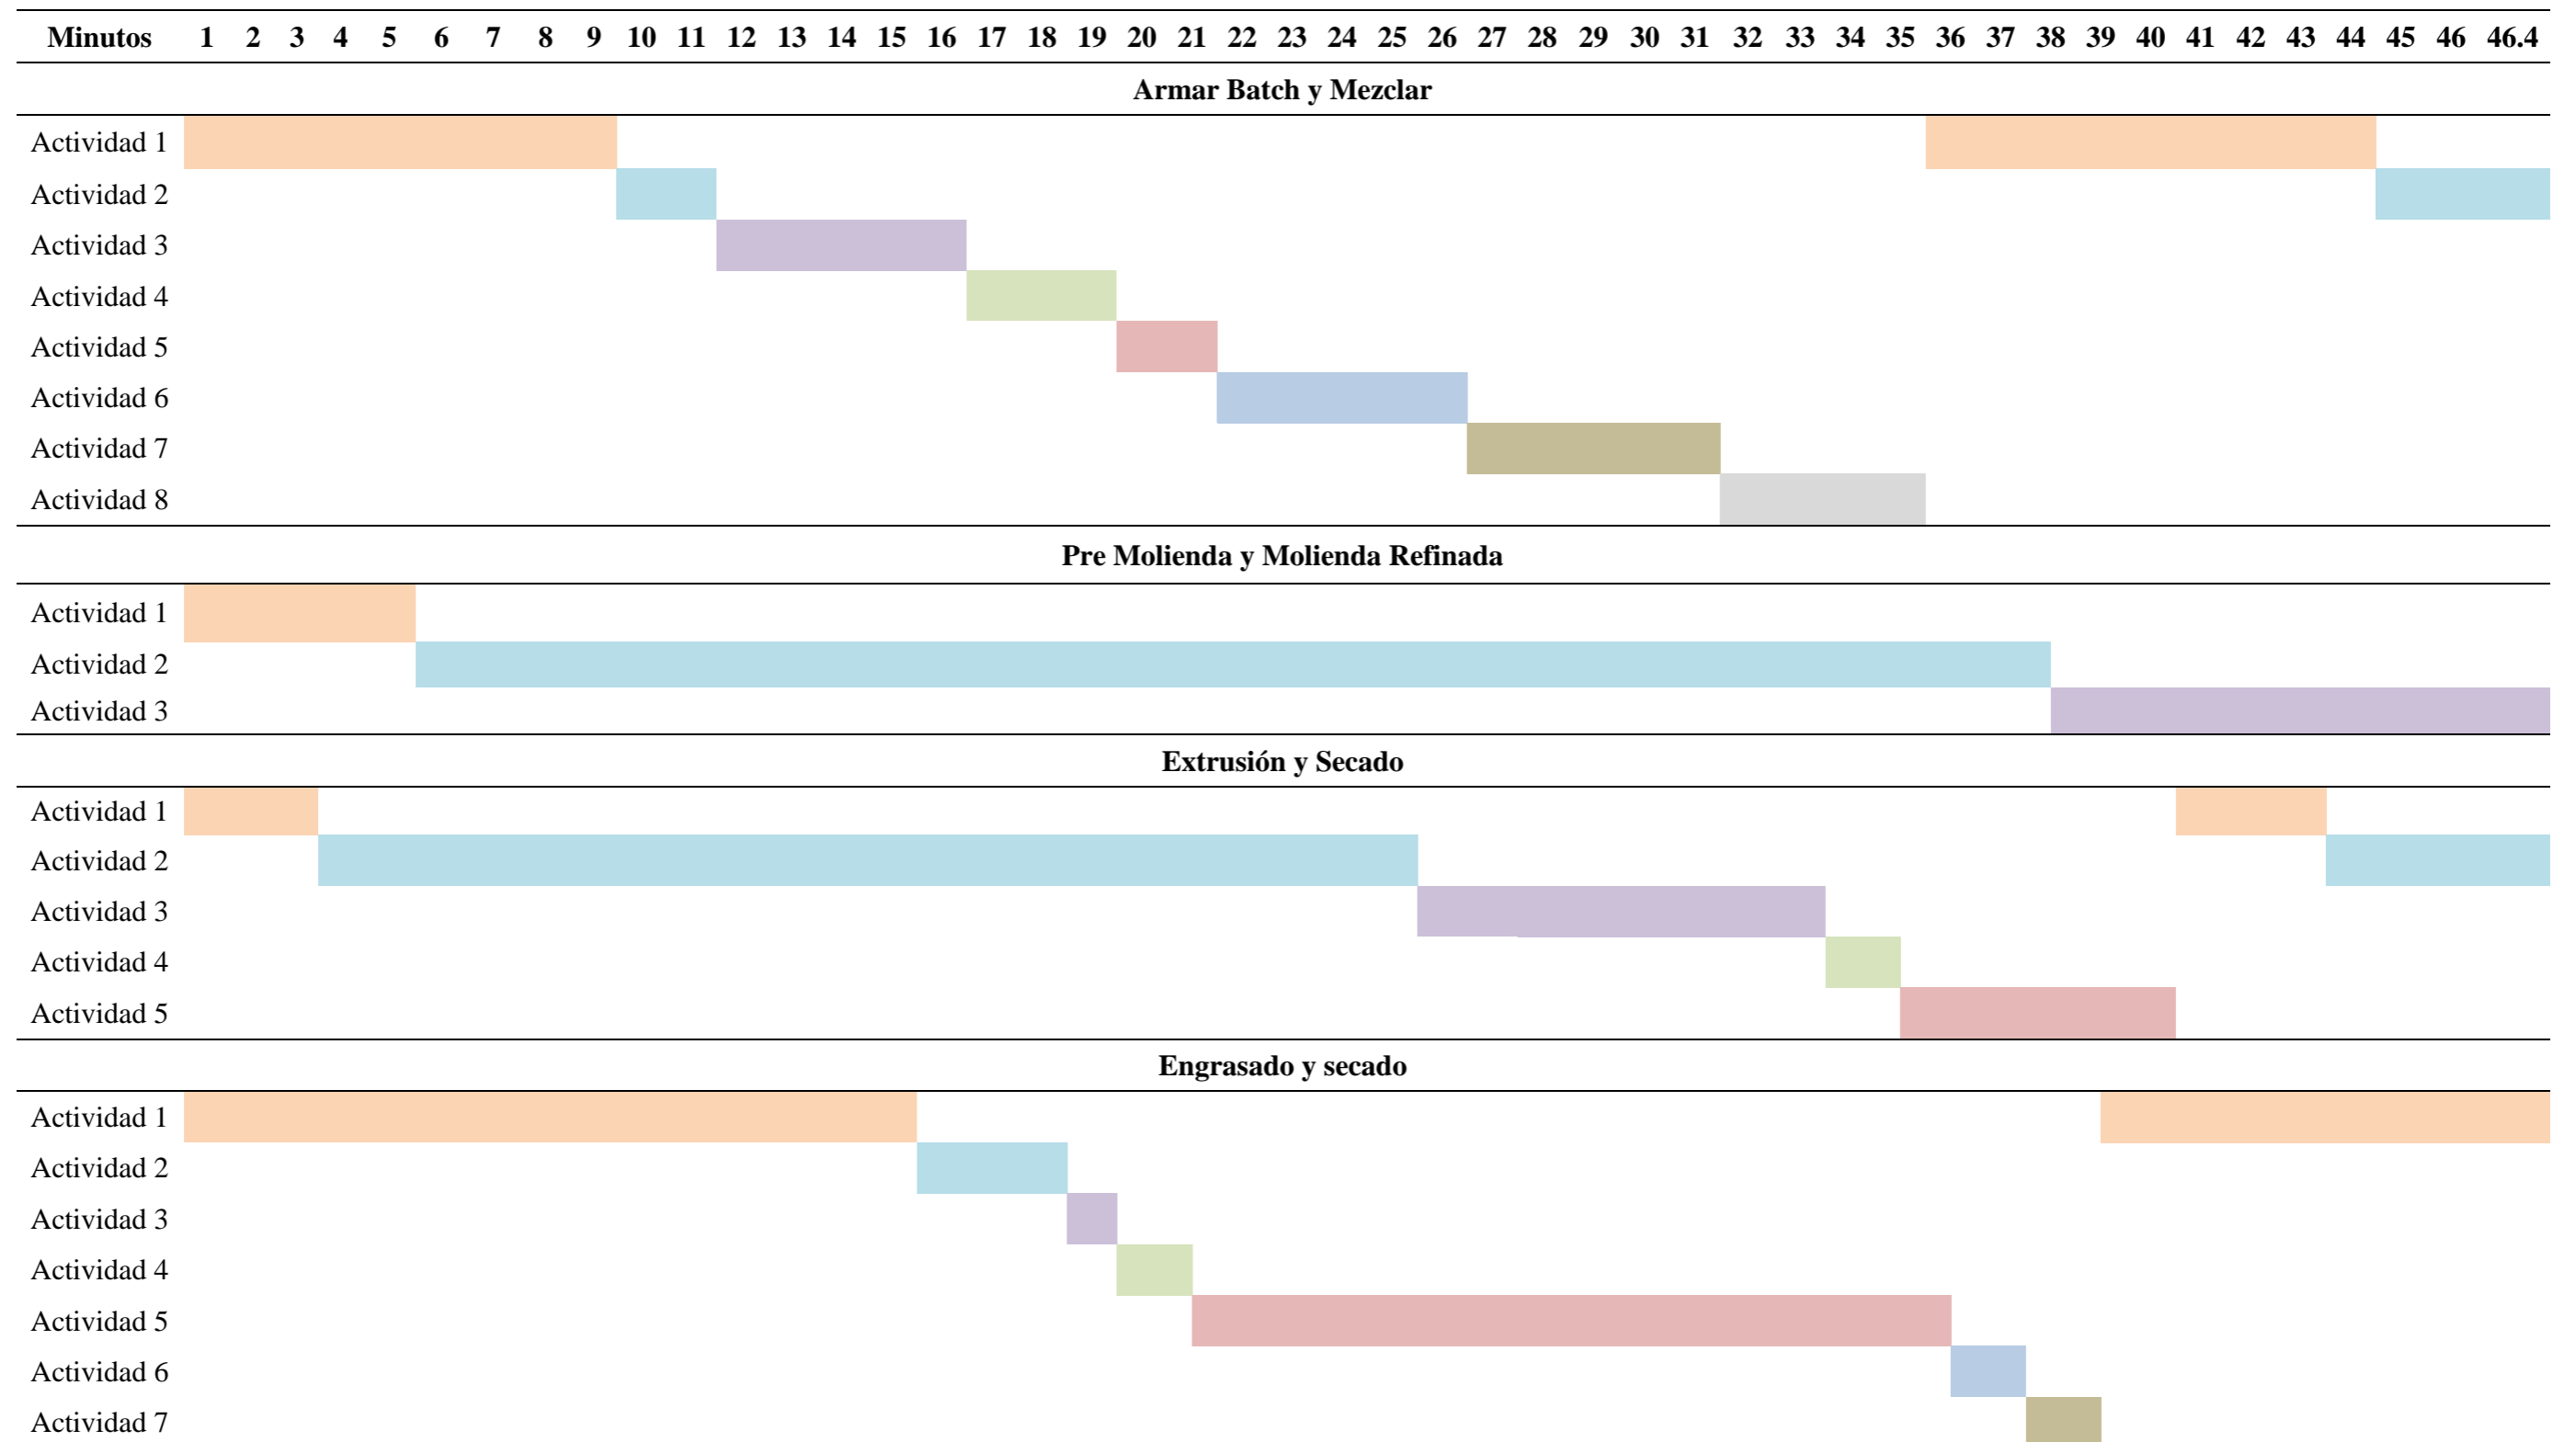 Minutos 1 2 3 4 5 6 7 8 9 10 11 12 13 14 15 16 17 18 19 20 21 22 23 24 25 26 27 28 29 30 31 32 33 34 35 36 37 38 39 40 41 42 43 44 45 46 46.4
Armar Batch y Mezclar
Actividad 1
Actividad 2
Actividad 3
Actividad 4
Actividad 5
Actividad 6
Actividad 7
Actividad 8
Pre Molienda y Molienda Refinada
Actividad 1
Actividad 2
Actividad 3
Extrusión y Secado
Actividad 1
Actividad 2
Actividad 3
Actividad 4
Actividad 5
Engrasado y secado
Actividad 1
Actividad 2
Actividad 3
Actividad 4
Actividad 5
Actividad 6
Actividad 7